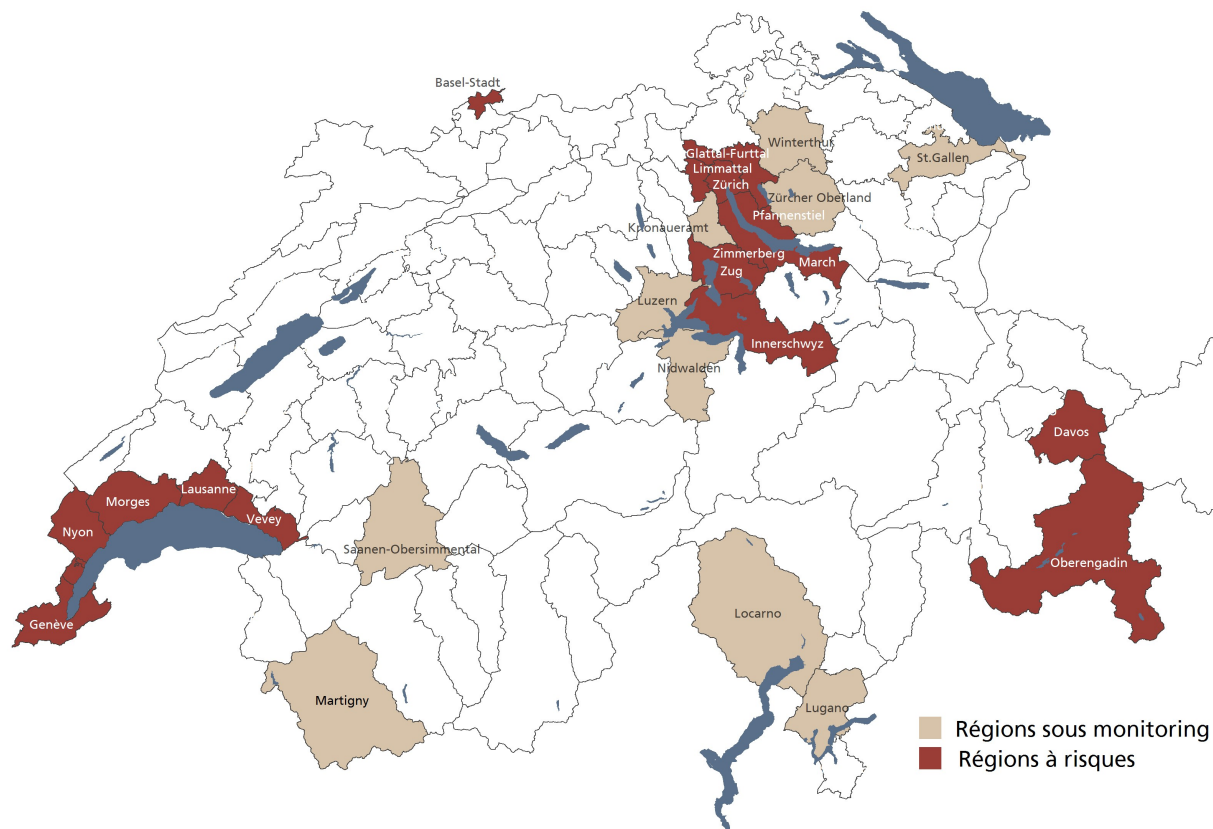 Basel-Stadt
Winterthur
St.Gallen
Glattal-Furttal
Limmattal
Zürich
Zürcher Oberland
Pfannenstiel
Knonaueramt
Zimmerberg
March
Zug
Luzern
Innerschwyz
Nidwalden
Davos
Lausanne
Morges
Vevey
Nyon
Saanen-Obersimmental
Oberengadin
Genève
Locarno
Martigny
Lugano
Régions sous monitoring
Régions à risques